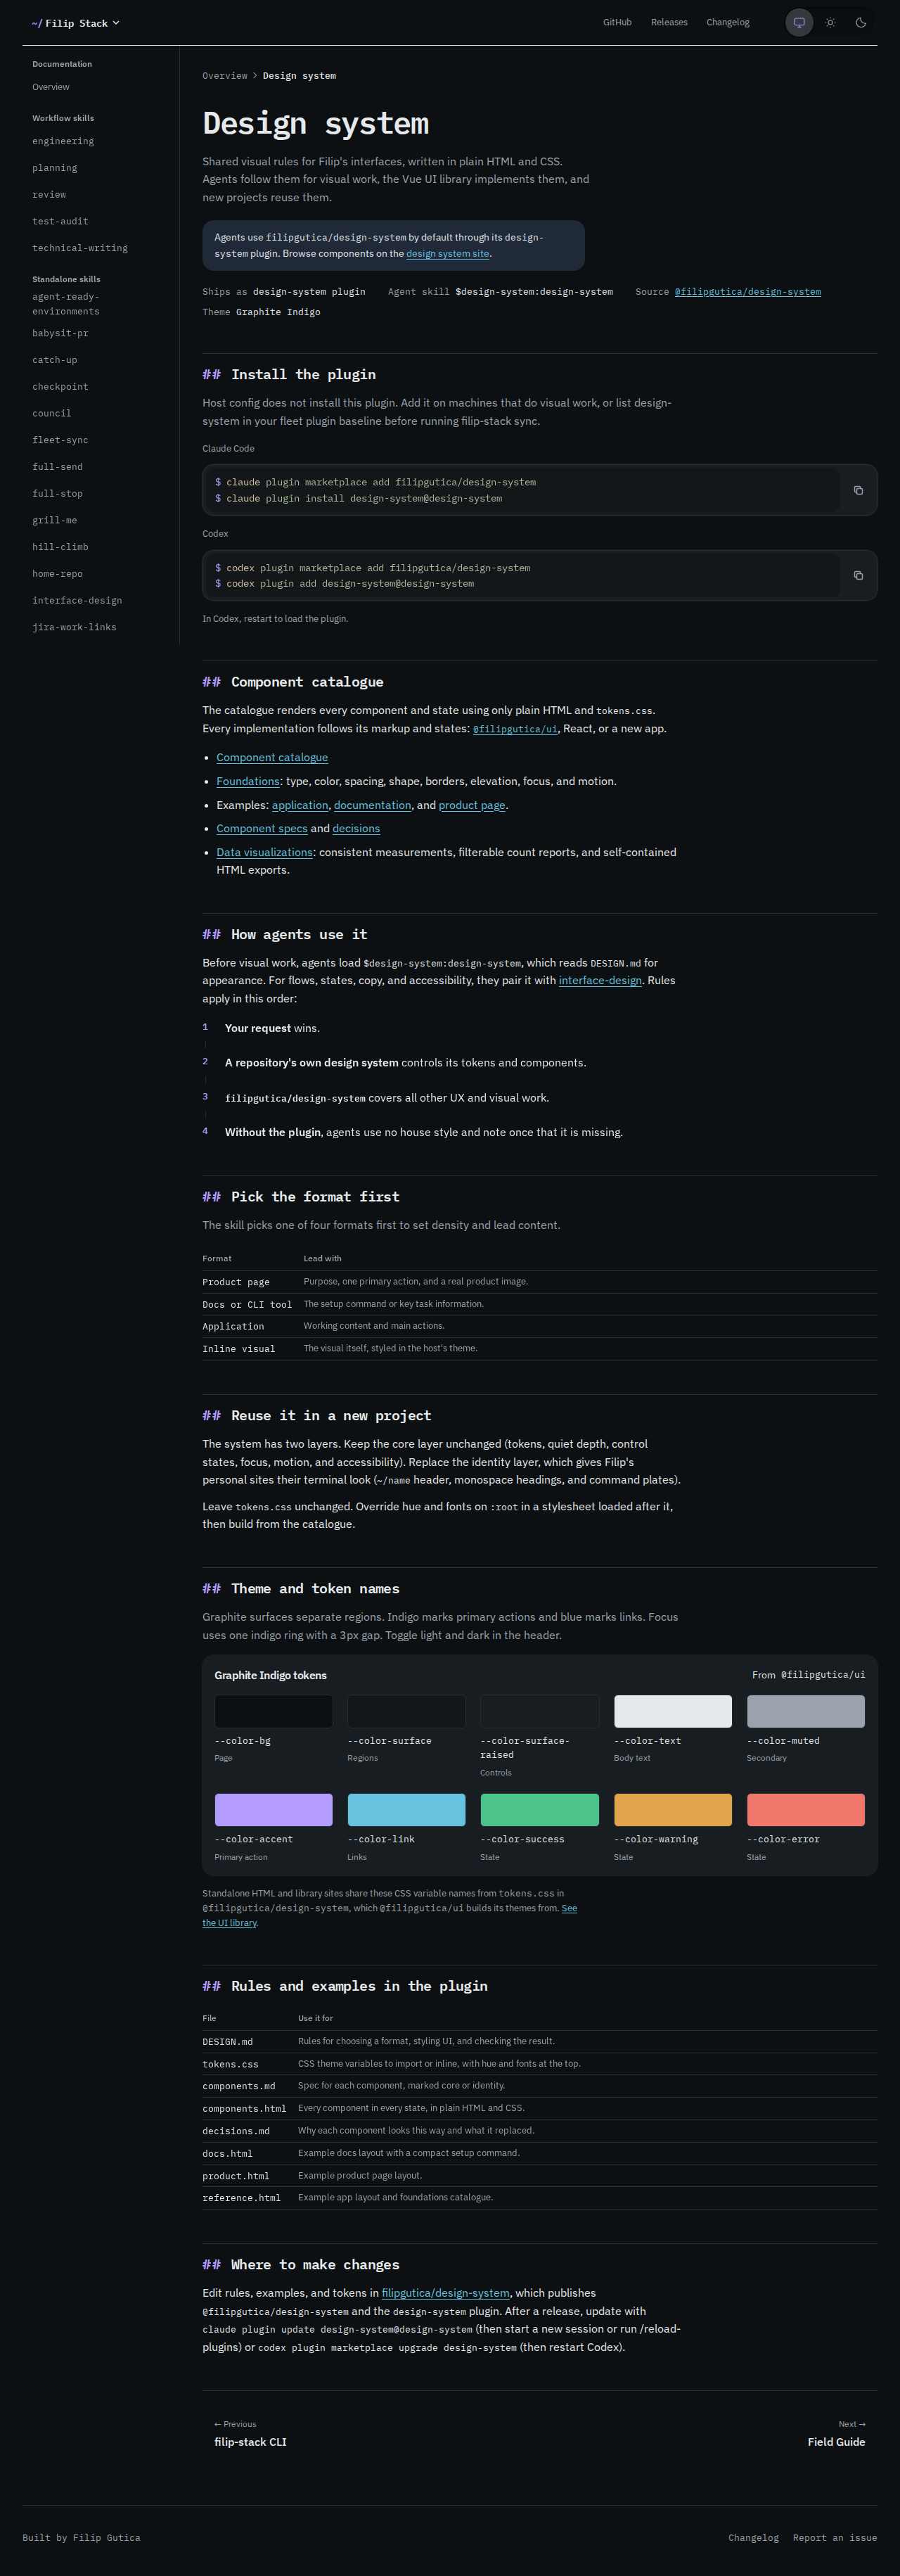 ~/ Filip Stack
GitHub
Releases
Changelog
Documentation
Overview
Workflow skills
engineering
planning
review
test-audit
technical-writing
Standalone skills
agent-ready-
environments
babysit-pr
catch-up
checkpoint
council
fleet-sync
full-send
full-stop
grill-me
hill-climb
home-repo
interface-design
jira-work-links
Overview > Design system
Design system
Shared visual rules for Filip's interfaces, written in plain HTML and CSS.
Agents follow them for visual work, the Vue UI library implements them, and
new projects reuse them.
Agents use filipgutica/design-system by default through its design-
system plugin. Browse components on the design system site.
Ships as design-system plugin Agent skill $design-system:design-system Source @filipgutica/design-system
Theme Graphite Indigo
## Install the plugin
Host config does not install this plugin. Add it on machines that do visual work, or list design-
system in your fleet plugin baseline before running filip-stack sync.
Claude Code
$ claude plugin marketplace add filipgutica/design-system
$ claude plugin install design-system@design-system
Codex
$ codex plugin marketplace add filipgutica/design-system
$ codex plugin add design-system@design-system
In Codex, restart to load the plugin.
## Component catalogue
The catalogue renders every component and state using only plain HTML and tokens.css.
Every implementation follows its markup and states: @filipgutica/ui, React, or a new app.
• Component catalogue
• Foundations: type, color, spacing, shape, borders, elevation, focus, and motion.
• Examples: application, documentation, and product page.
• Component specs and decisions
• Data visualizations: consistent measurements, filterable count reports, and self-contained
HTML exports.
## How agents use it
Before visual work, agents load $design-system:design-system, which reads DESIGN.md for
appearance. For flows, states, copy, and accessibility, they pair it with interface-design. Rules
apply in this order:
1 Your request wins.
2 A repository's own design system controls its tokens and components.
3 filipgutica/design-system covers all other UX and visual work.
4 Without the plugin, agents use no house style and note once that it is missing.
## Pick the format first
The skill picks one of four formats first to set density and lead content.
Format Lead with
Product page Purpose, one primary action, and a real product image.
Docs or CLI tool The setup command or key task information.
Application Working content and main actions.
Inline visual The visual itself, styled in the host's theme.
## Reuse it in a new project
The system has two layers. Keep the core layer unchanged (tokens, quiet depth, control
states, focus, motion, and accessibility). Replace the identity layer, which gives Filip's
personal sites their terminal look (~/name header, monospace headings, and command plates).
Leave tokens.css unchanged. Override hue and fonts on :root in a stylesheet loaded after it,
then build from the catalogue.
## Theme and token names
Graphite surfaces separate regions. Indigo marks primary actions and blue marks links. Focus
uses one indigo ring with a 3px gap. Toggle light and dark in the header.
Graphite Indigo tokens
From @filipgutica/ui
--color-bg
Page
--color-surface
Regions
--color-surface-
raised
Controls
--color-text
Body text
--color-muted
Secondary
--color-accent
Primary action
--color-link
Links
--color-success
State
--color-warning
State
--color-error
State
Standalone HTML and library sites share these CSS variable names from tokens.css in
@filipgutica/design-system, which @filipgutica/ui builds its themes from. See
the UI library.
## Rules and examples in the plugin
File Use it for
DESIGN.md Rules for choosing a format, styling UI, and checking the result.
tokens.css CSS theme variables to import or inline, with hue and fonts at the top.
components.md Spec for each component, marked core or identity.
components.html Every component in every state, in plain HTML and CSS.
decisions.md Why each component looks this way and what it replaced.
docs.html Example docs layout with a compact setup command.
product.html Example product page layout.
reference.html Example app layout and foundations catalogue.
## Where to make changes
Edit rules, examples, and tokens in filipgutica/design-system, which publishes
@filipgutica/design-system and the design-system plugin. After a release, update with
claude plugin update design-system@design-system (then start a new session or run /reload-
plugins) or codex plugin marketplace upgrade design-system (then restart Codex).
← Previous
filip-stack CLI
Next →
Field Guide
Built by Filip Gutica
Changelog Report an issue